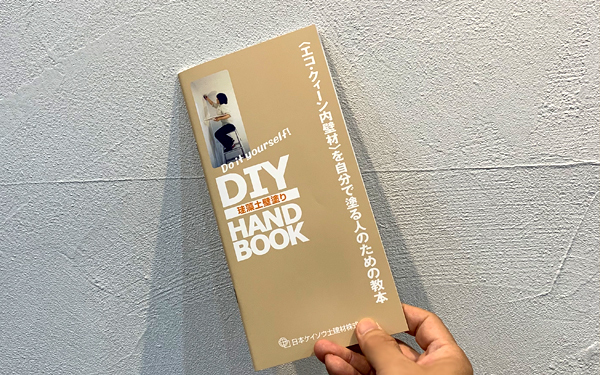 〈エコ・クィーン内壁材〉を自分で塗る人のための教本
Do it yourself!
DIY
珪藻土壁塗り
HAND
BOOK
日本ケイソウ土建材株式